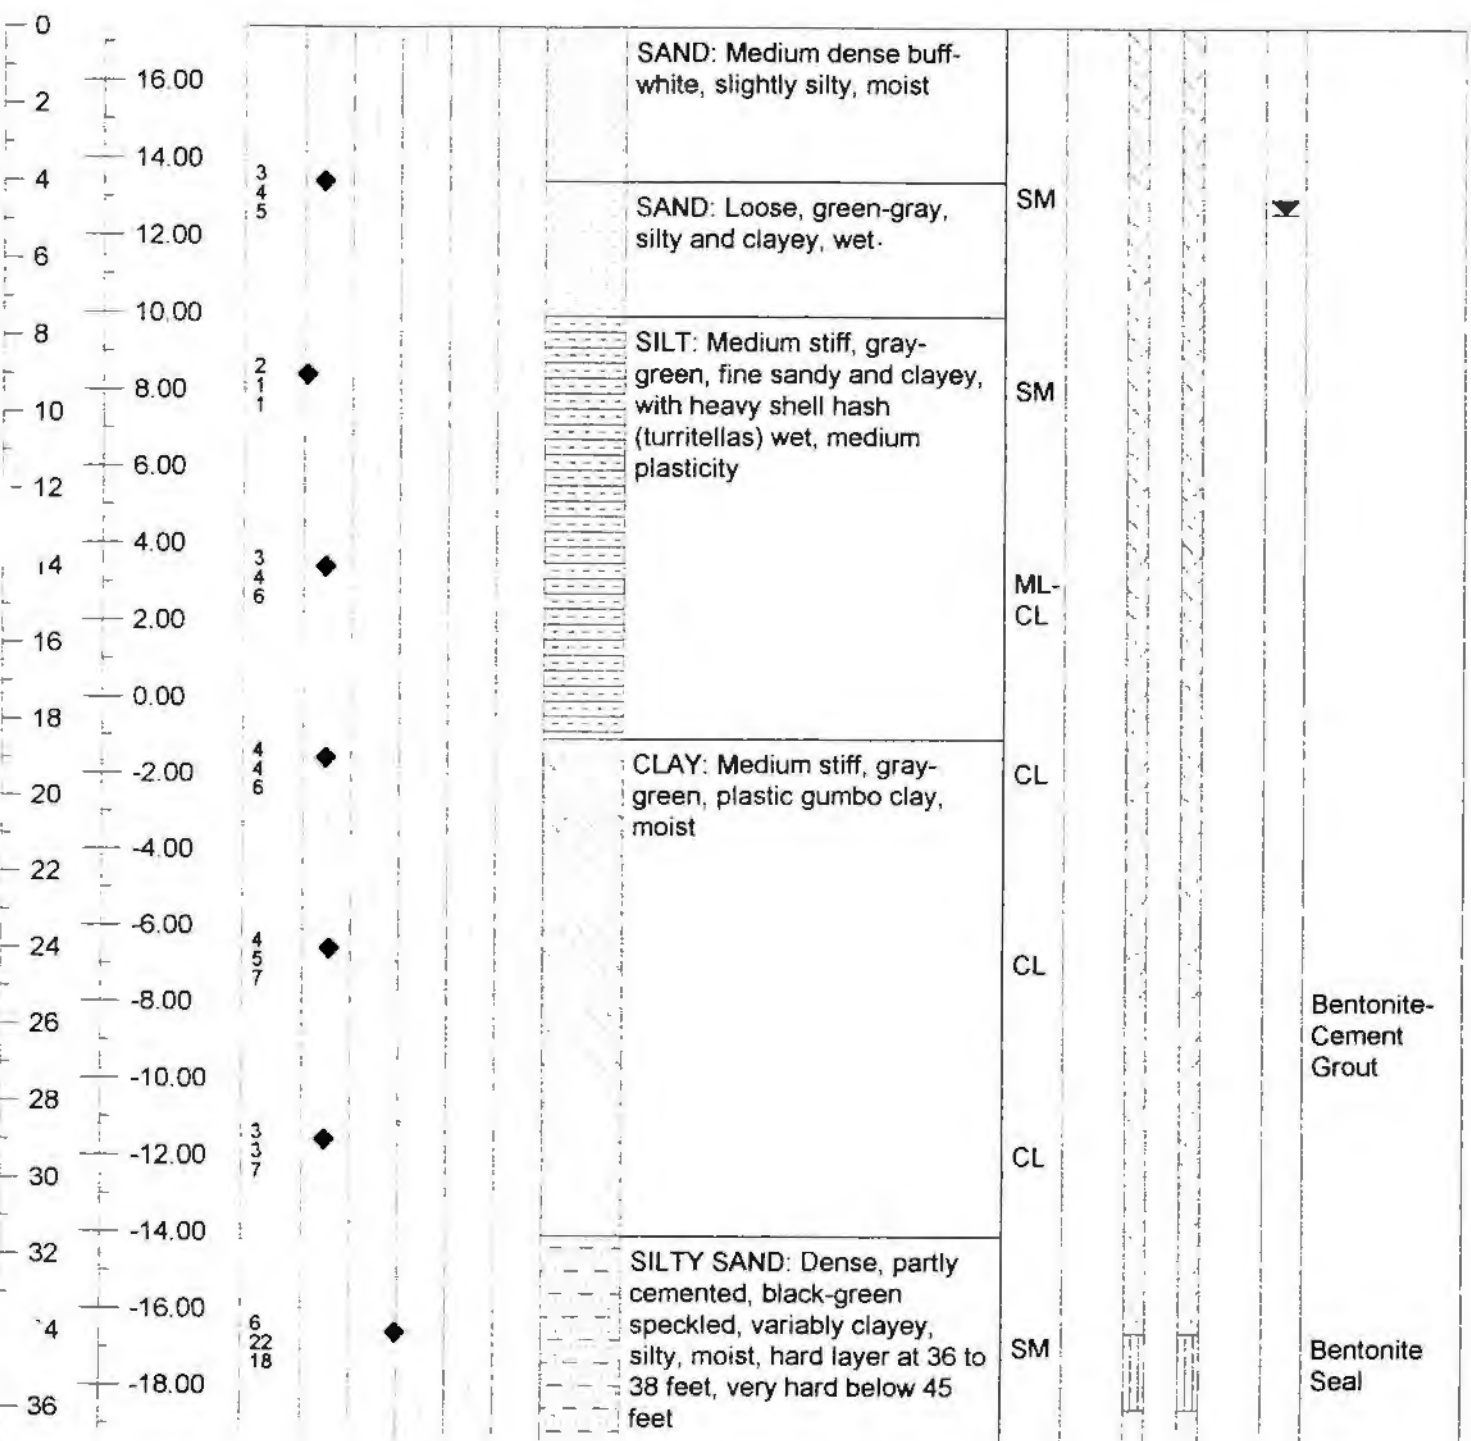 0
16.00
2
14.00
4
12.00
6
10.00
8
8.00
10
6.00
12
4.00
14
2.00
16
0.00
18
-2.00
20
-4.00
22
-6.00
24
-8.00
26
-10.00
28
-12.00
30
-14.00
32
-16.00
4
-18.00
36
3
4
5
2
1
1
3
4
6
4
4
6
4
5
7
3
3
7
6
22
18
SAND: Medium dense buff-
white, slightly silty, moist
SAND: Loose, green-gray,
silty and clayey, wet.
SILT: Medium stiff, gray-
green, fine sandy and clayey,
with heavy shell hash
(turritellas) wet, medium
plasticity
CLAY: Medium stiff, gray-
green, plastic gumbo clay,
moist
SILTY SAND: Dense, partly
cemented, black-green
speckled, variably clayey,
silty, moist, hard layer at 36 to
38 feet, very hard below 45
feet
SM
SM
ML-
CL
CL
CL
CL
SM
Bentonite-
Cement
Grout
Bentonite
Seal